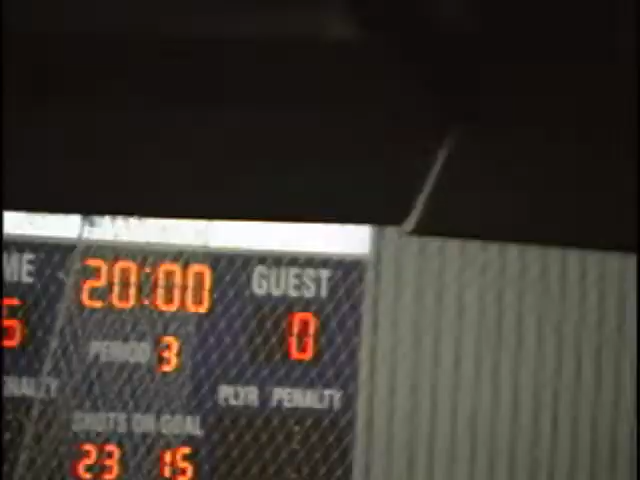 ME 20:00 GUEST
5 PERIOD 3 0
NALTY PLYR PENALTY
SHOTS ON GOAL
23 15